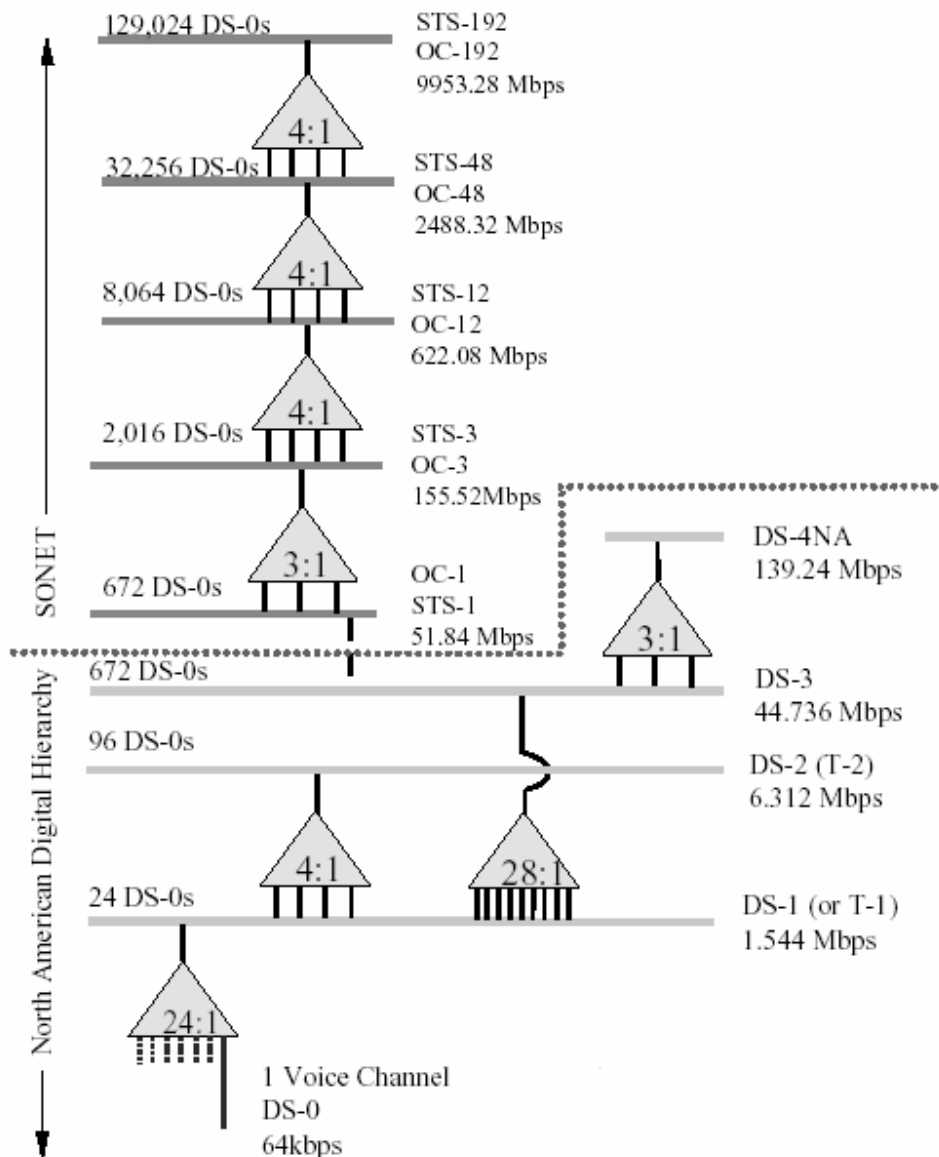 129,024 DS-0s
STS-192
OC-192
9953.28 Mbps
4:1
32,256 DS-0s
STS-48
OC-48
2488.32 Mbps
4:1
8,064 DS-0s
STS-12
OC-12
622.08 Mbps
4:1
2,016 DS-0s
STS-3
OC-3
155.52Mbps
SONET
3:1
672 DS-0s
OC-1
STS-1
51.84 Mbps
DS-4NA
139.24 Mbps
3:1
North American Digital Hierarchy
672 DS-0s
DS-3
44.736 Mbps
96 DS-0s
DS-2 (T-2)
6.312 Mbps
4:1
28:1
24 DS-0s
DS-1 (or T-1)
1.544 Mbps
24:1
1 Voice Channel
DS-0
64kbps